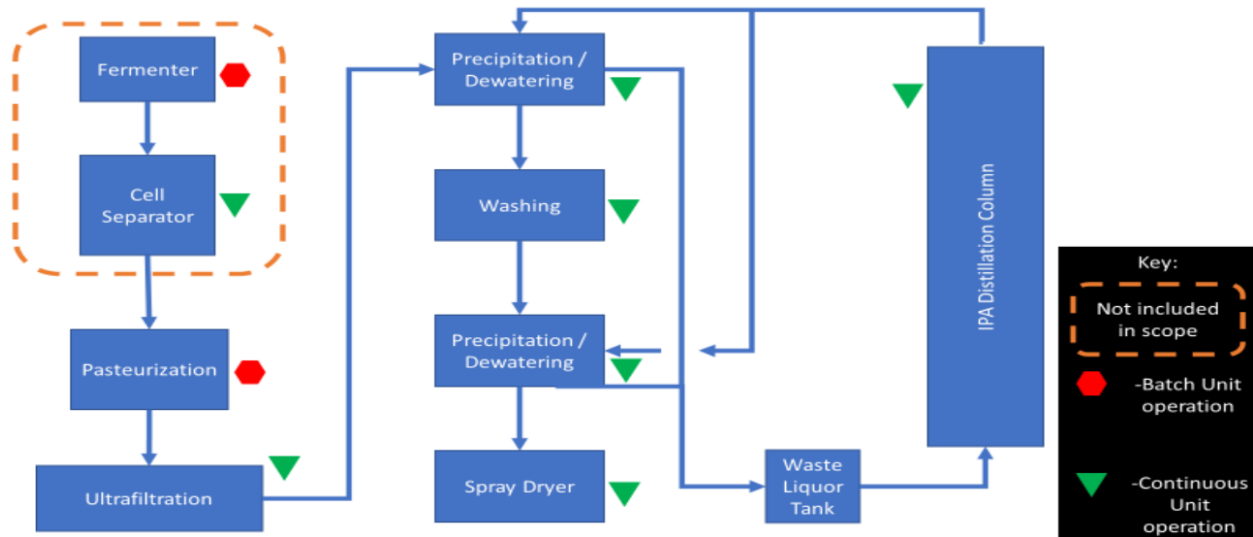 Fermenter
Cell
Separator
Pasteurization
Ultrafiltration
Precipitation /
Dewatering
Washing
Precipitation /
Dewatering
Spray Dryer
Waste
Liquor
Tank
IPA Distillation Column
Key:
Not included
in scope
-Batch Unit
operation
-Continuous
Unit
operation